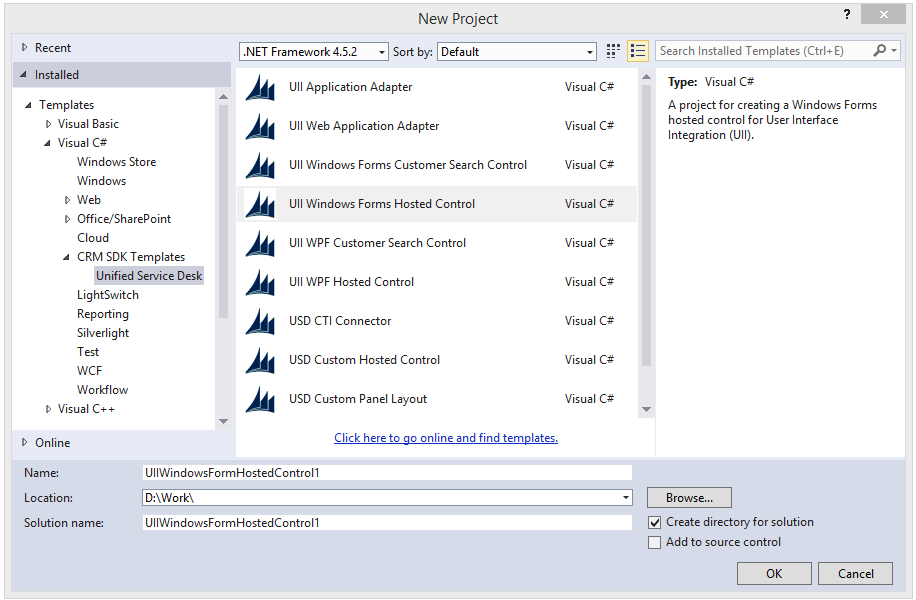 New Project
?
Recent
.NET Framework 4.5.2
Sort by:
Default
Search Installed Templates (Ctrl+E)
Installed
Templates
Visual Basic
Visual C#
Windows Store
Windows
Web
Office/SharePoint
Cloud
CRM SDK Templates
Unified Service Desk
LightSwitch
Reporting
Silverlight
Test
WCF
Workflow
Visual C++
Online
UII Application Adapter Visual C#
UII Web Application Adapter Visual C#
UII Windows Forms Customer Search Control Visual C#
UII Windows Forms Hosted Control Visual C#
UII WPF Customer Search Control Visual C#
UII WPF Hosted Control Visual C#
USD CTI Connector Visual C#
USD Custom Hosted Control Visual C#
USD Custom Panel Layout Visual C#
Click here to go online and find templates.
Type: Visual C#
A project for creating a Windows Forms
hosted control for User Interface
Integration (UII).
Name: UIIWindowsFormHostedControl1
Location: D:\Work\
Browse...
Solution name: UIIWindowsFormHostedControl1
Create directory for solution
Add to source control
OK
Cancel